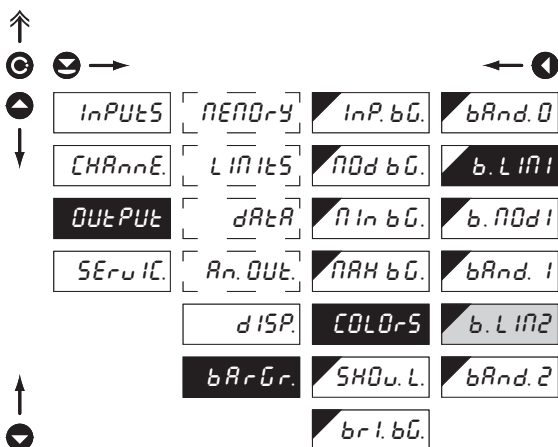 InPUtS MEMOrY InP. bG. bAnd. 0
CHAnnE. LIMItS MOd bG. b. LIM1
OUtPUt dAtA MIn bG. b. MOd1
SErvIC. An. OUt. MAX bG. bAnd. 1
dISP. COLOrS b. LIM2
bArGr. SHOv. L. bAnd. 2
brI. bG.